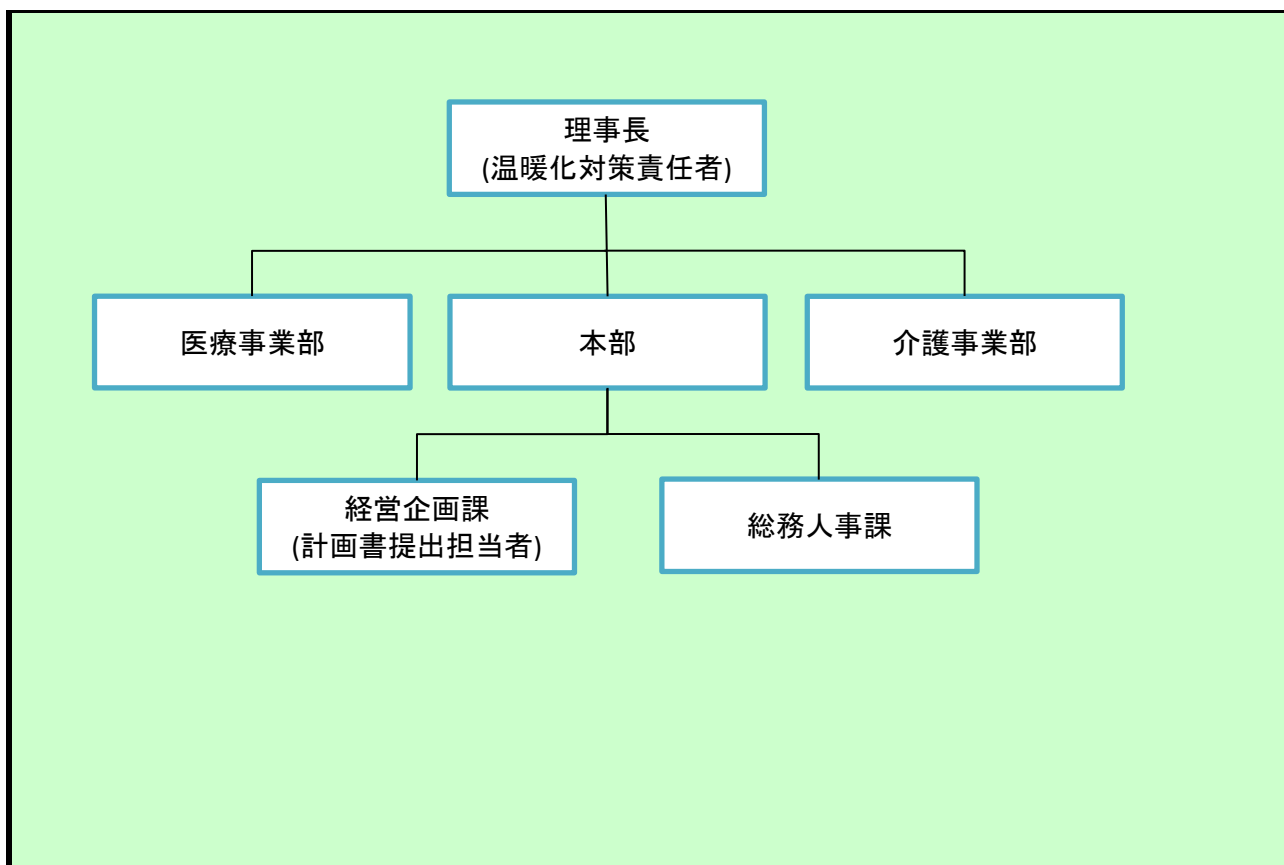 理事長
(温暖化対策責任者)
医療事業部
本部
介護事業部
経営企画課
(計画書提出担当者)
総務人事課